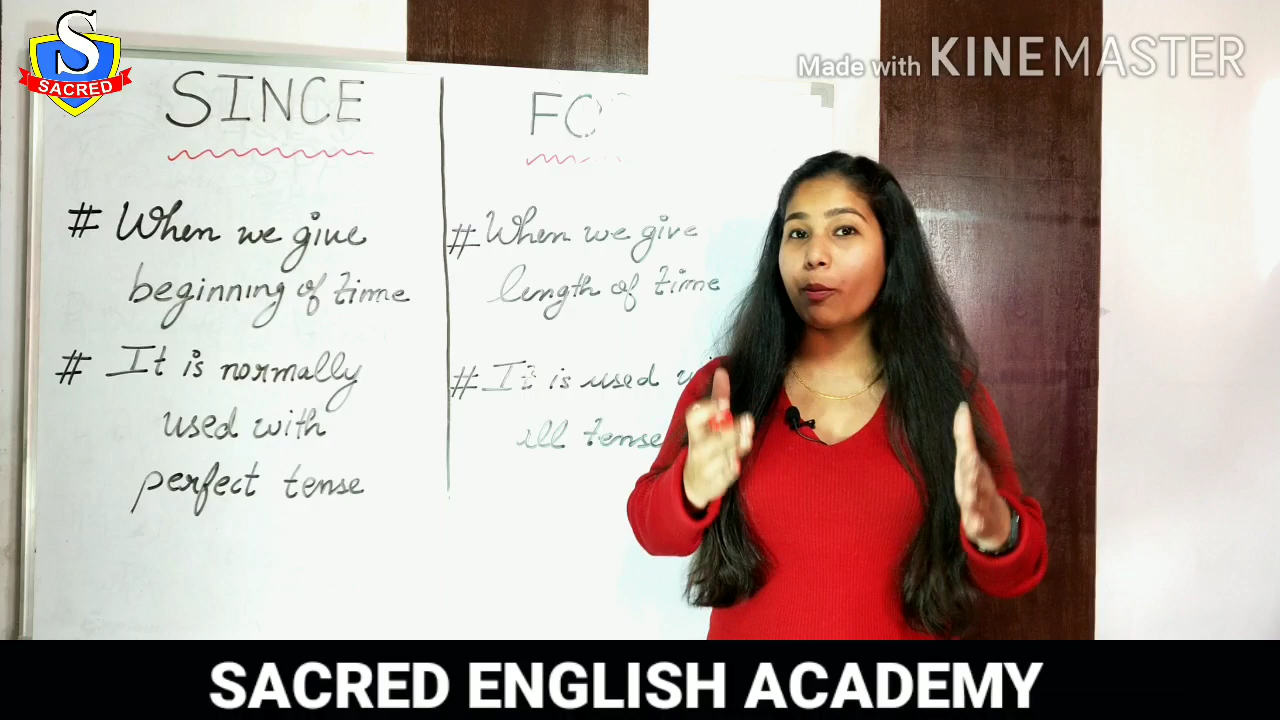 S
SACRED
Made with KINEMASTER
SINCE
# When we give
beginning of time
# It is normally
used with
perfect tense
# When we give
length of time
# It is used
all tense
SACRED ENGLISH ACADEMY